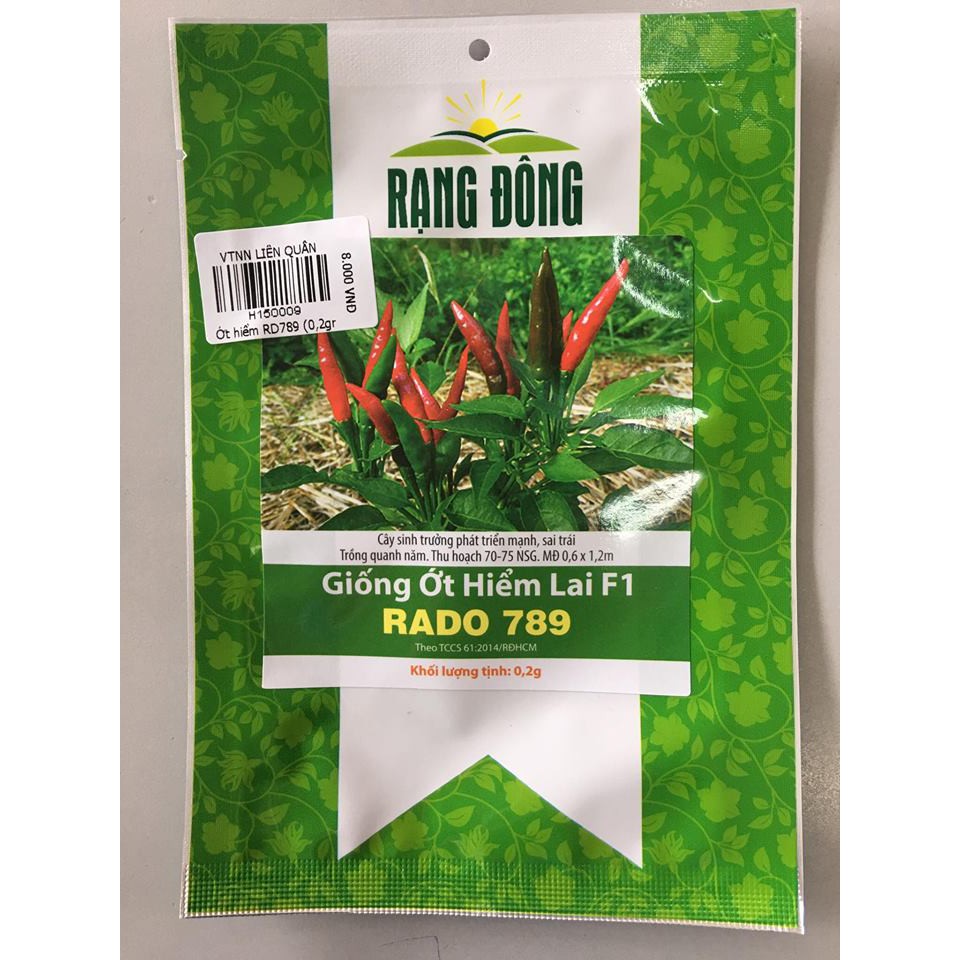 RẠNG ĐÔNG
VTNN LIÊN QUÂN
8.000 VND
H150009
Ớt hiểm RD789 (0,2gr
Cây sinh trưởng phát triển mạnh, sai trái
Trồng quanh năm. Thu hoạch 70-75 NSG. MĐ 0,6 x 1,2m
Giống Ớt Hiểm Lai F1
RADO 789
Theo TCCS 61:2014/RĐHCM
Khối lượng tịnh: 0,2g